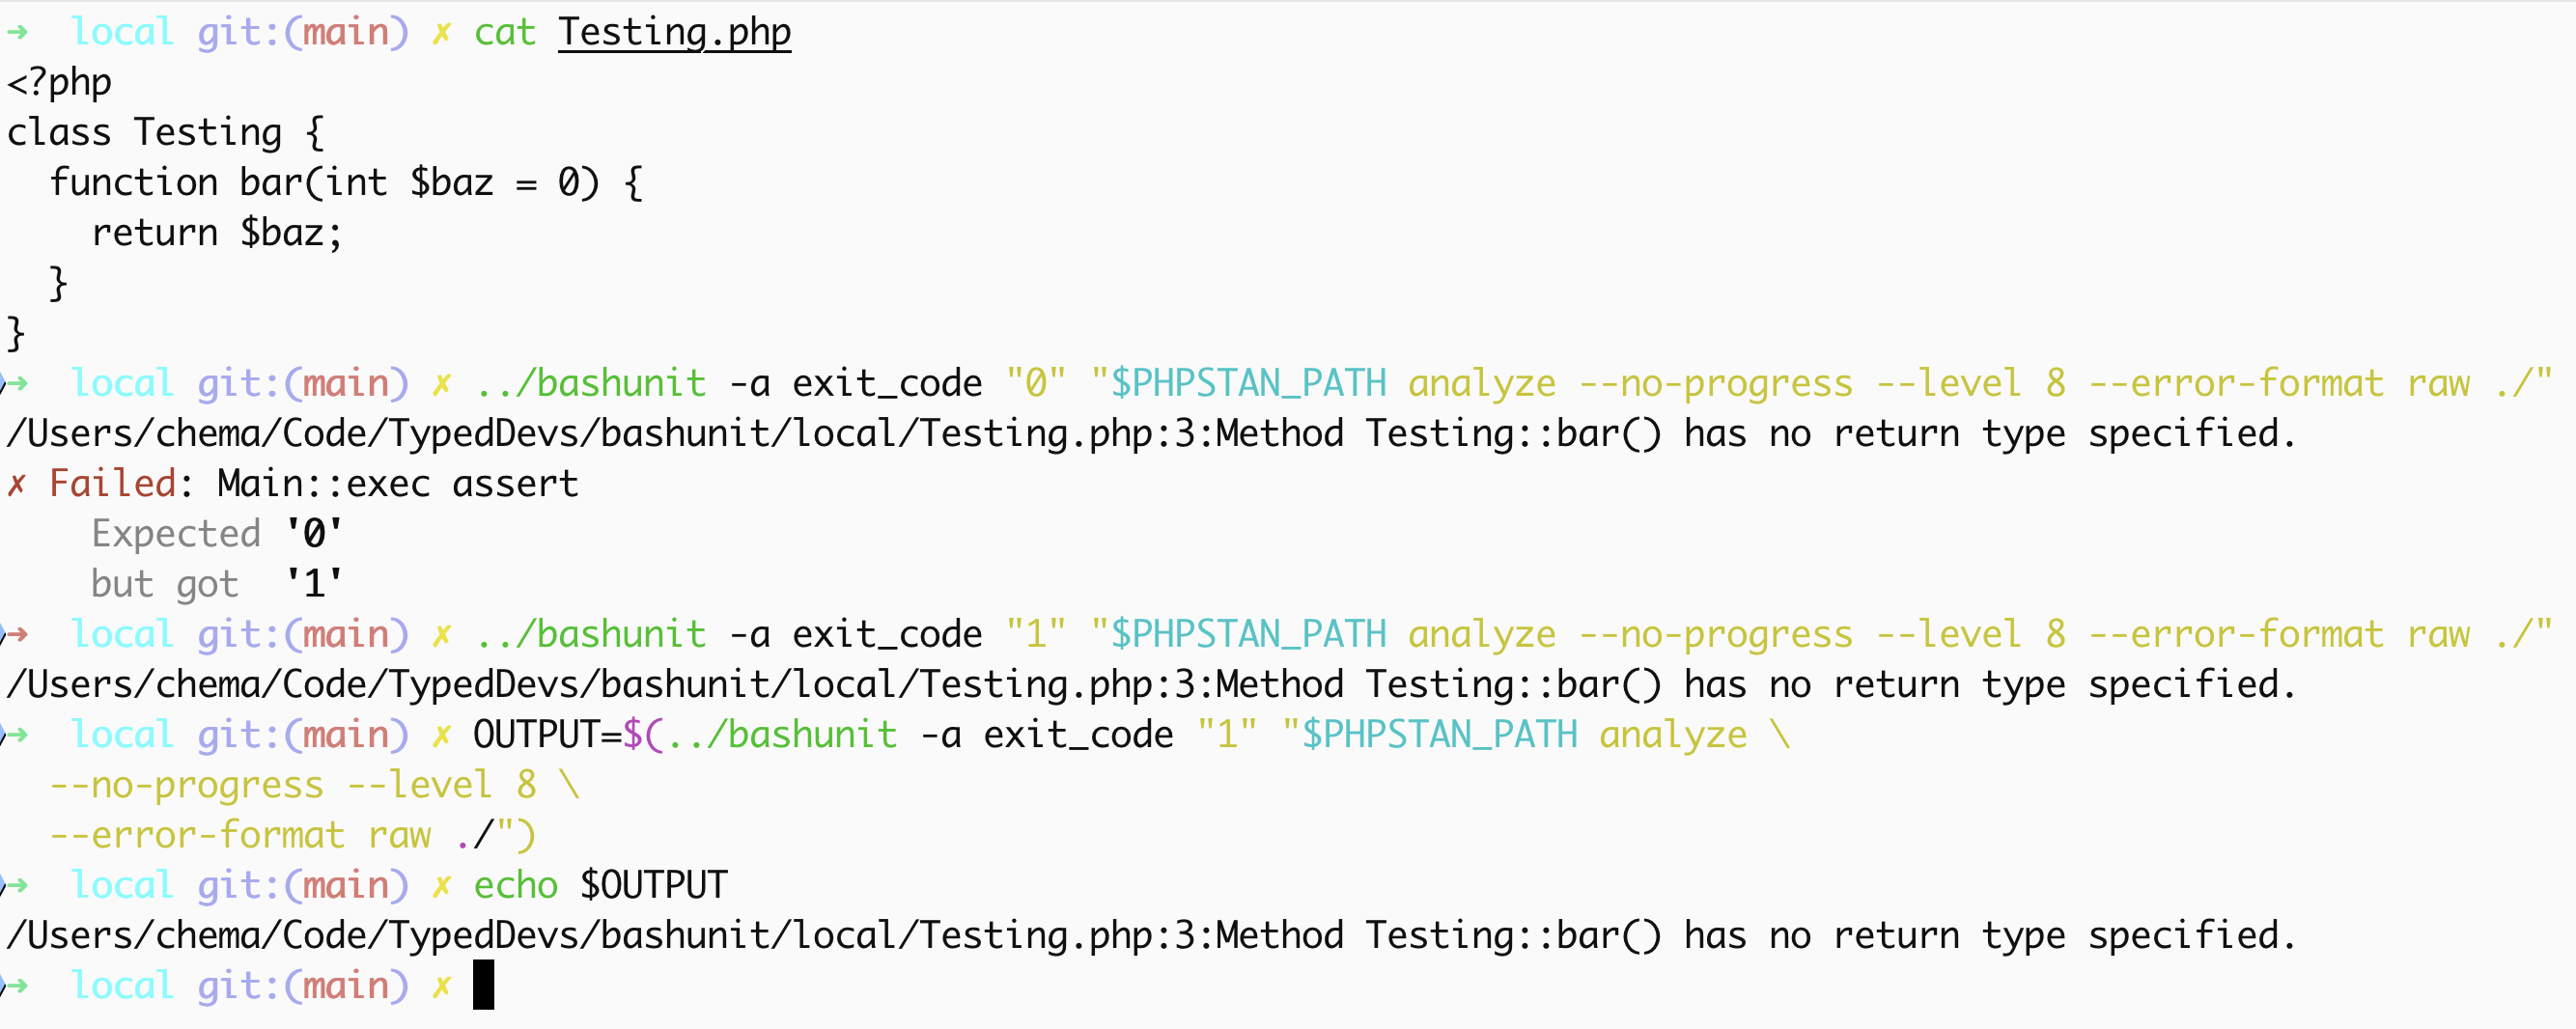 ➜  local git:(main) ✗ cat Testing.php
<?php
class Testing {
  function bar(int $baz = 0) {
    return $baz;
  }
}
➜  local git:(main) ✗ ../bashunit -a exit_code "0" "$PHPSTAN_PATH analyze --no-progress --level 8 --error-format raw ./"
/Users/chema/Code/TypedDevs/bashunit/local/Testing.php:3:Method Testing::bar() has no return type specified.
✗ Failed: Main::exec assert
    Expected '0'
    but got  '1'
➜  local git:(main) ✗ ../bashunit -a exit_code "1" "$PHPSTAN_PATH analyze --no-progress --level 8 --error-format raw ./"
/Users/chema/Code/TypedDevs/bashunit/local/Testing.php:3:Method Testing::bar() has no return type specified.
➜  local git:(main) ✗ OUTPUT=$(../bashunit -a exit_code "1" "$PHPSTAN_PATH analyze \
  --no-progress --level 8 \
  --error-format raw ./")
➜  local git:(main) ✗ echo $OUTPUT
/Users/chema/Code/TypedDevs/bashunit/local/Testing.php:3:Method Testing::bar() has no return type specified.
➜  local git:(main) ✗